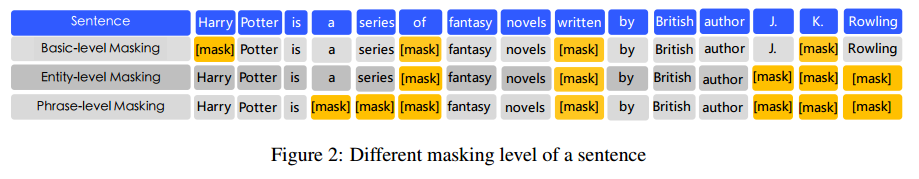 Sentence Harry Potter is a series of fantasy novels written by British author J. K. Rowling
Basic-level Masking [mask] Potter is a series [mask] fantasy novels [mask] by British author J. [mask] Rowling
Entity-level Masking Harry Potter is a series [mask] fantasy novels [mask] by British author [mask] [mask] [mask]
Phrase-level Masking Harry Potter is [mask] [mask] [mask] fantasy novels [mask] by British author [mask] [mask] [mask]
Figure 2: Different masking level of a sentence